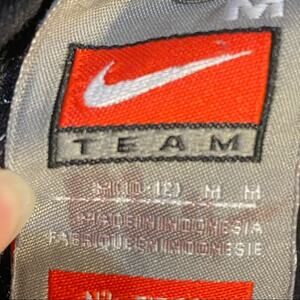 M
TEAM
M(10-12) M M
MADE IN INDONESIA
FABRIQUE EN INDONESIE